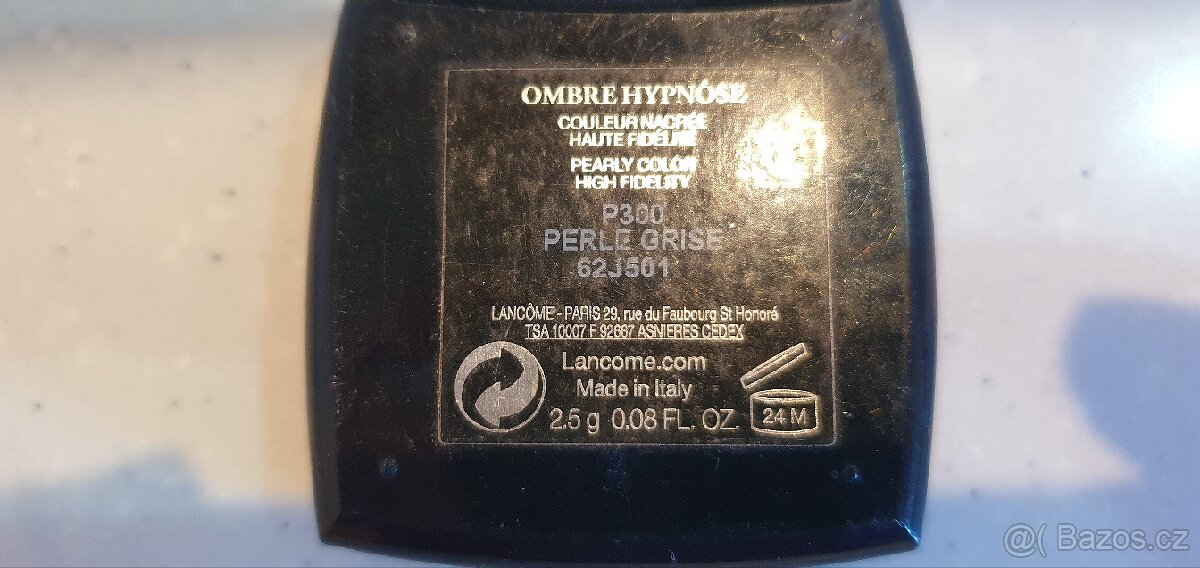 OMBRE HYPNÔSE
COULEUR NACRÉE
HAUTE FIDÉLITÉ
PEARLY COLOR
HIGH FIDELITY
P300
PERLE GRISE
62J501
LANCÔME - PARIS 29, rue du Faubourg St Honoré
TSA 10007 F 92667 ASNIERES CEDEX
Lancome.com
Made in Italy
2.5 g 0.08 FL. OZ.
24 M
@( Bazos.cz